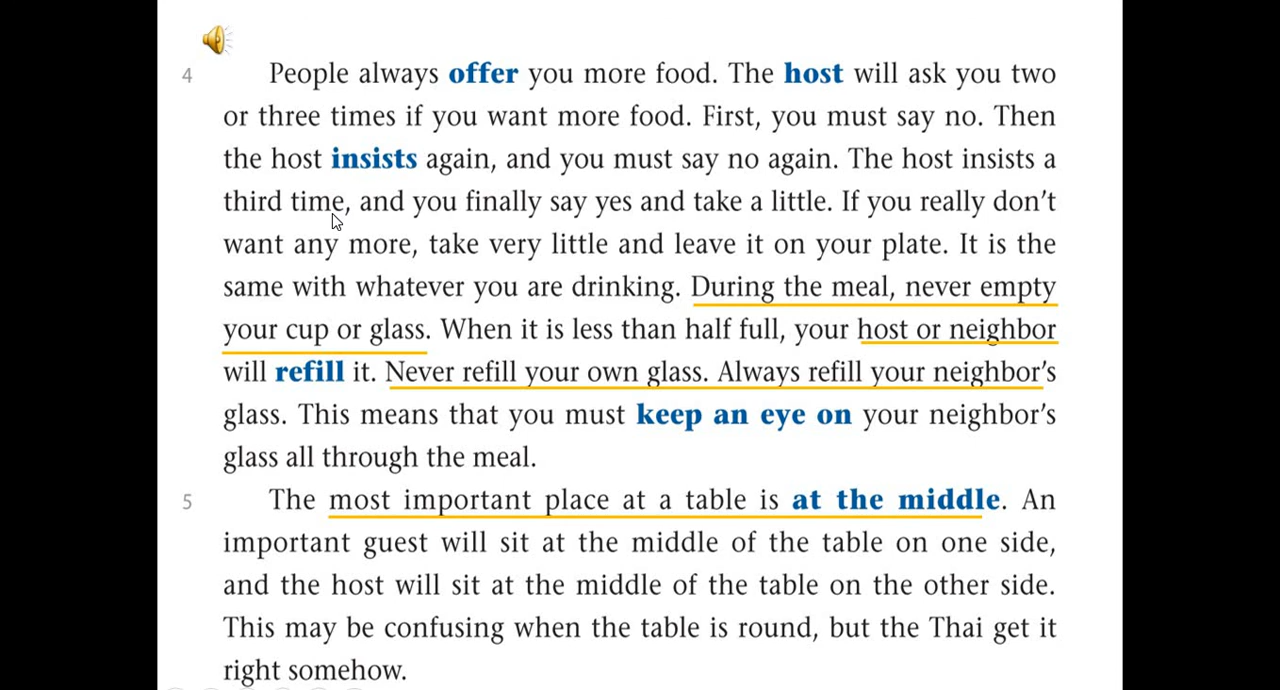 4 People always offer you more food. The host will ask you two
or three times if you want more food. First, you must say no. Then
the host insists again, and you must say no again. The host insists a
third time, and you finally say yes and take a little. If you really don’t
want any more, take very little and leave it on your plate. It is the
same with whatever you are drinking. During the meal, never empty
your cup or glass. When it is less than half full, your host or neighbor
will refill it. Never refill your own glass. Always refill your neighbor’s
glass. This means that you must keep an eye on your neighbor’s
glass all through the meal.
5 The most important place at a table is at the middle. An
important guest will sit at the middle of the table on one side,
and the host will sit at the middle of the table on the other side.
This may be confusing when the table is round, but the Thai get it
right somehow.